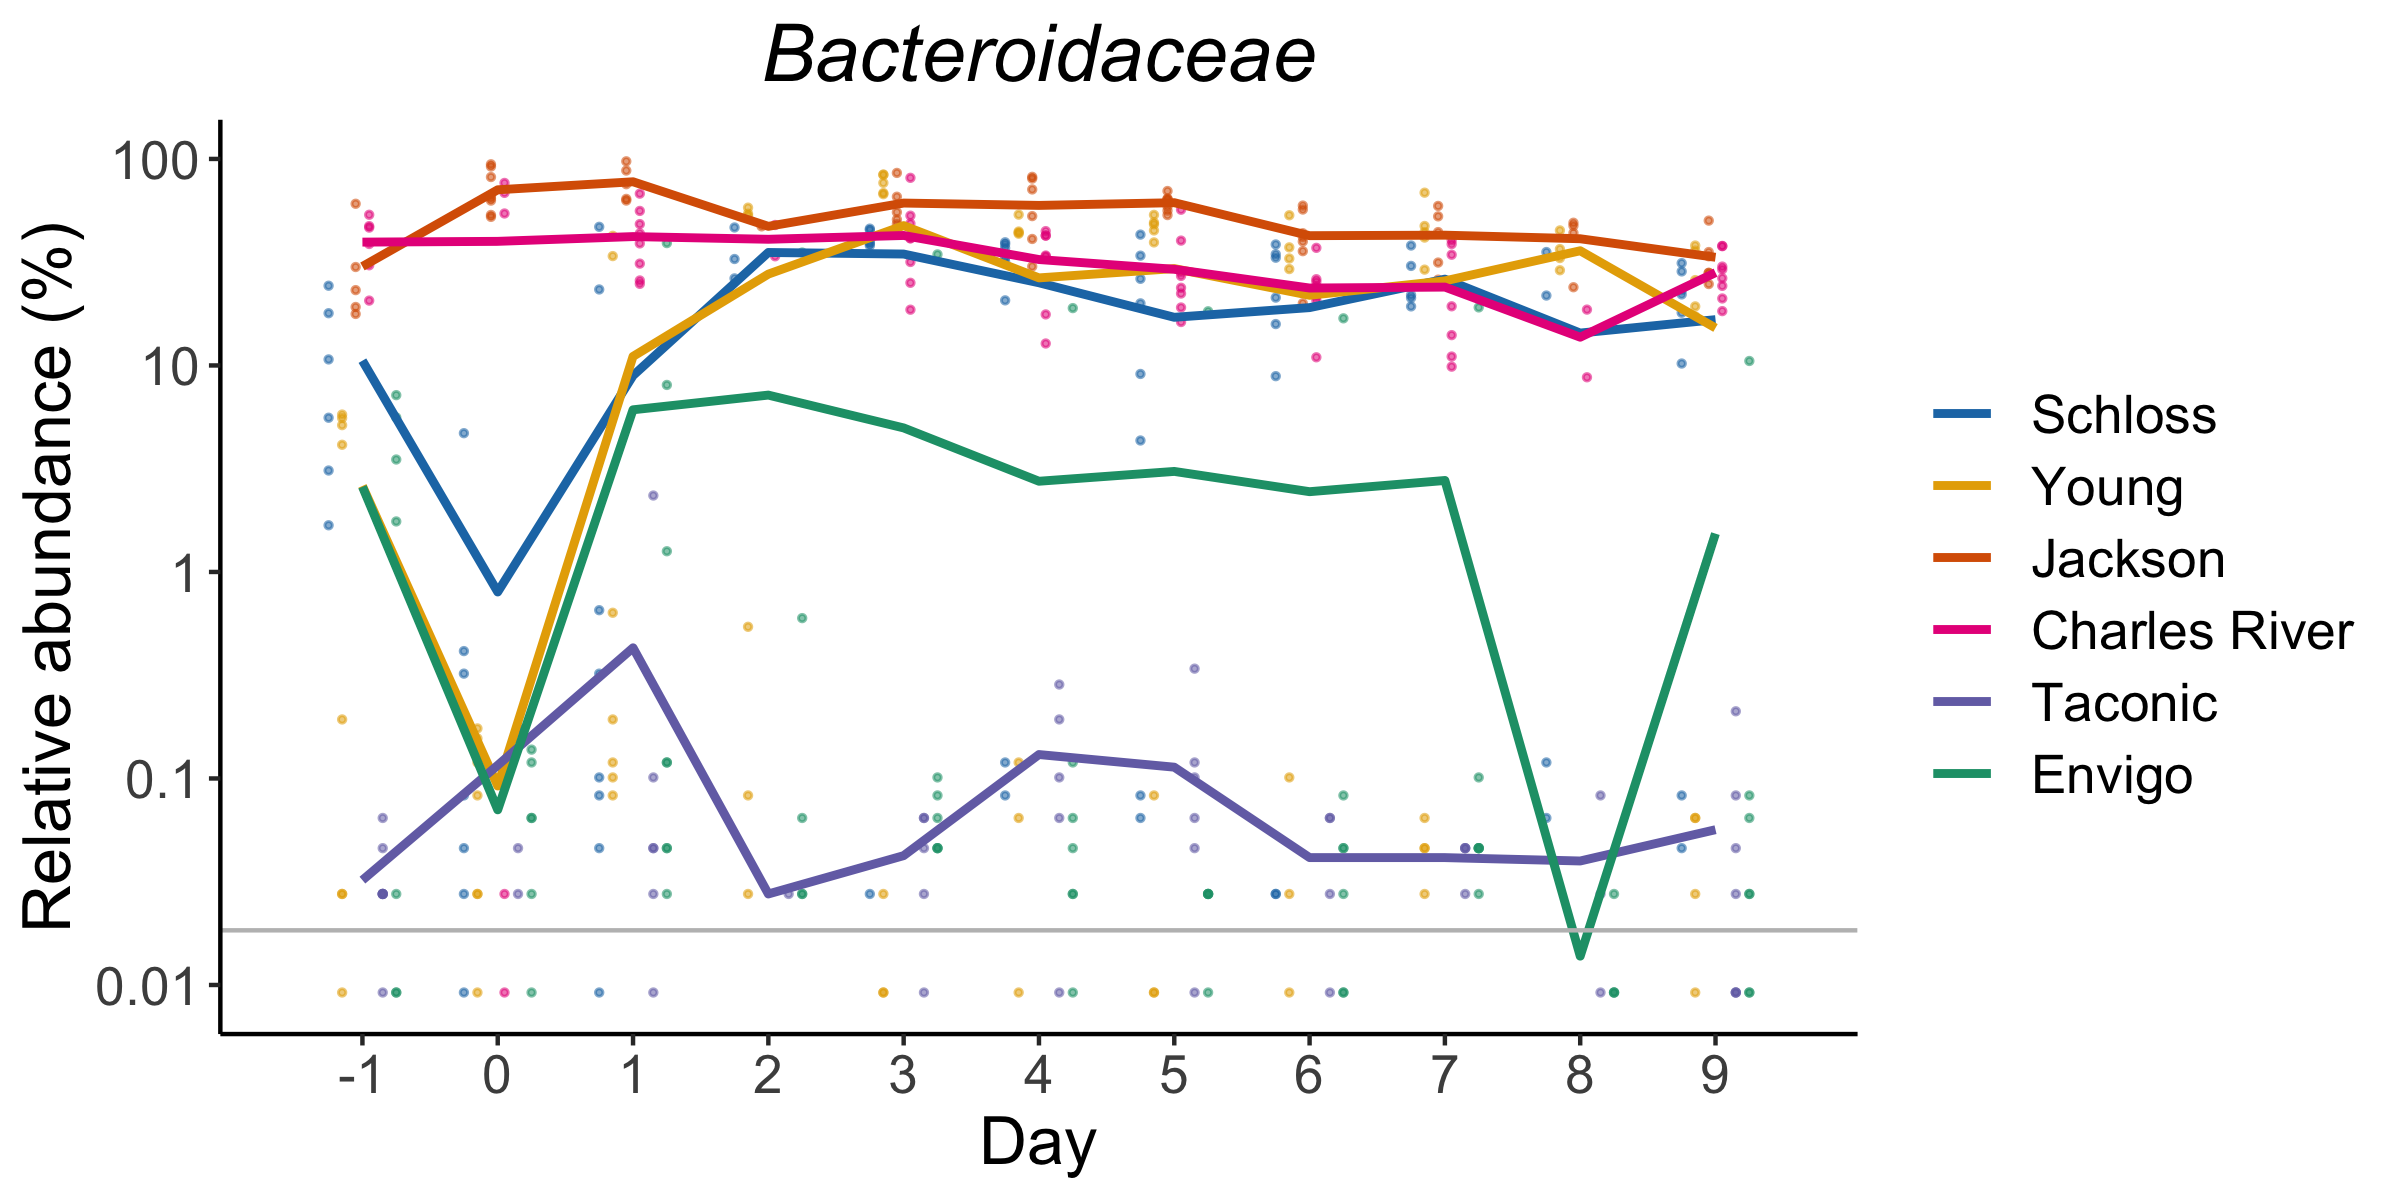 Bacteroidaceae
Relative abundance (%)
100
10
1
0.1
0.01
-1 0 1 2 3 4 5 6 7 8 9
Day
Schloss
Young
Jackson
Charles River
Taconic
Envigo